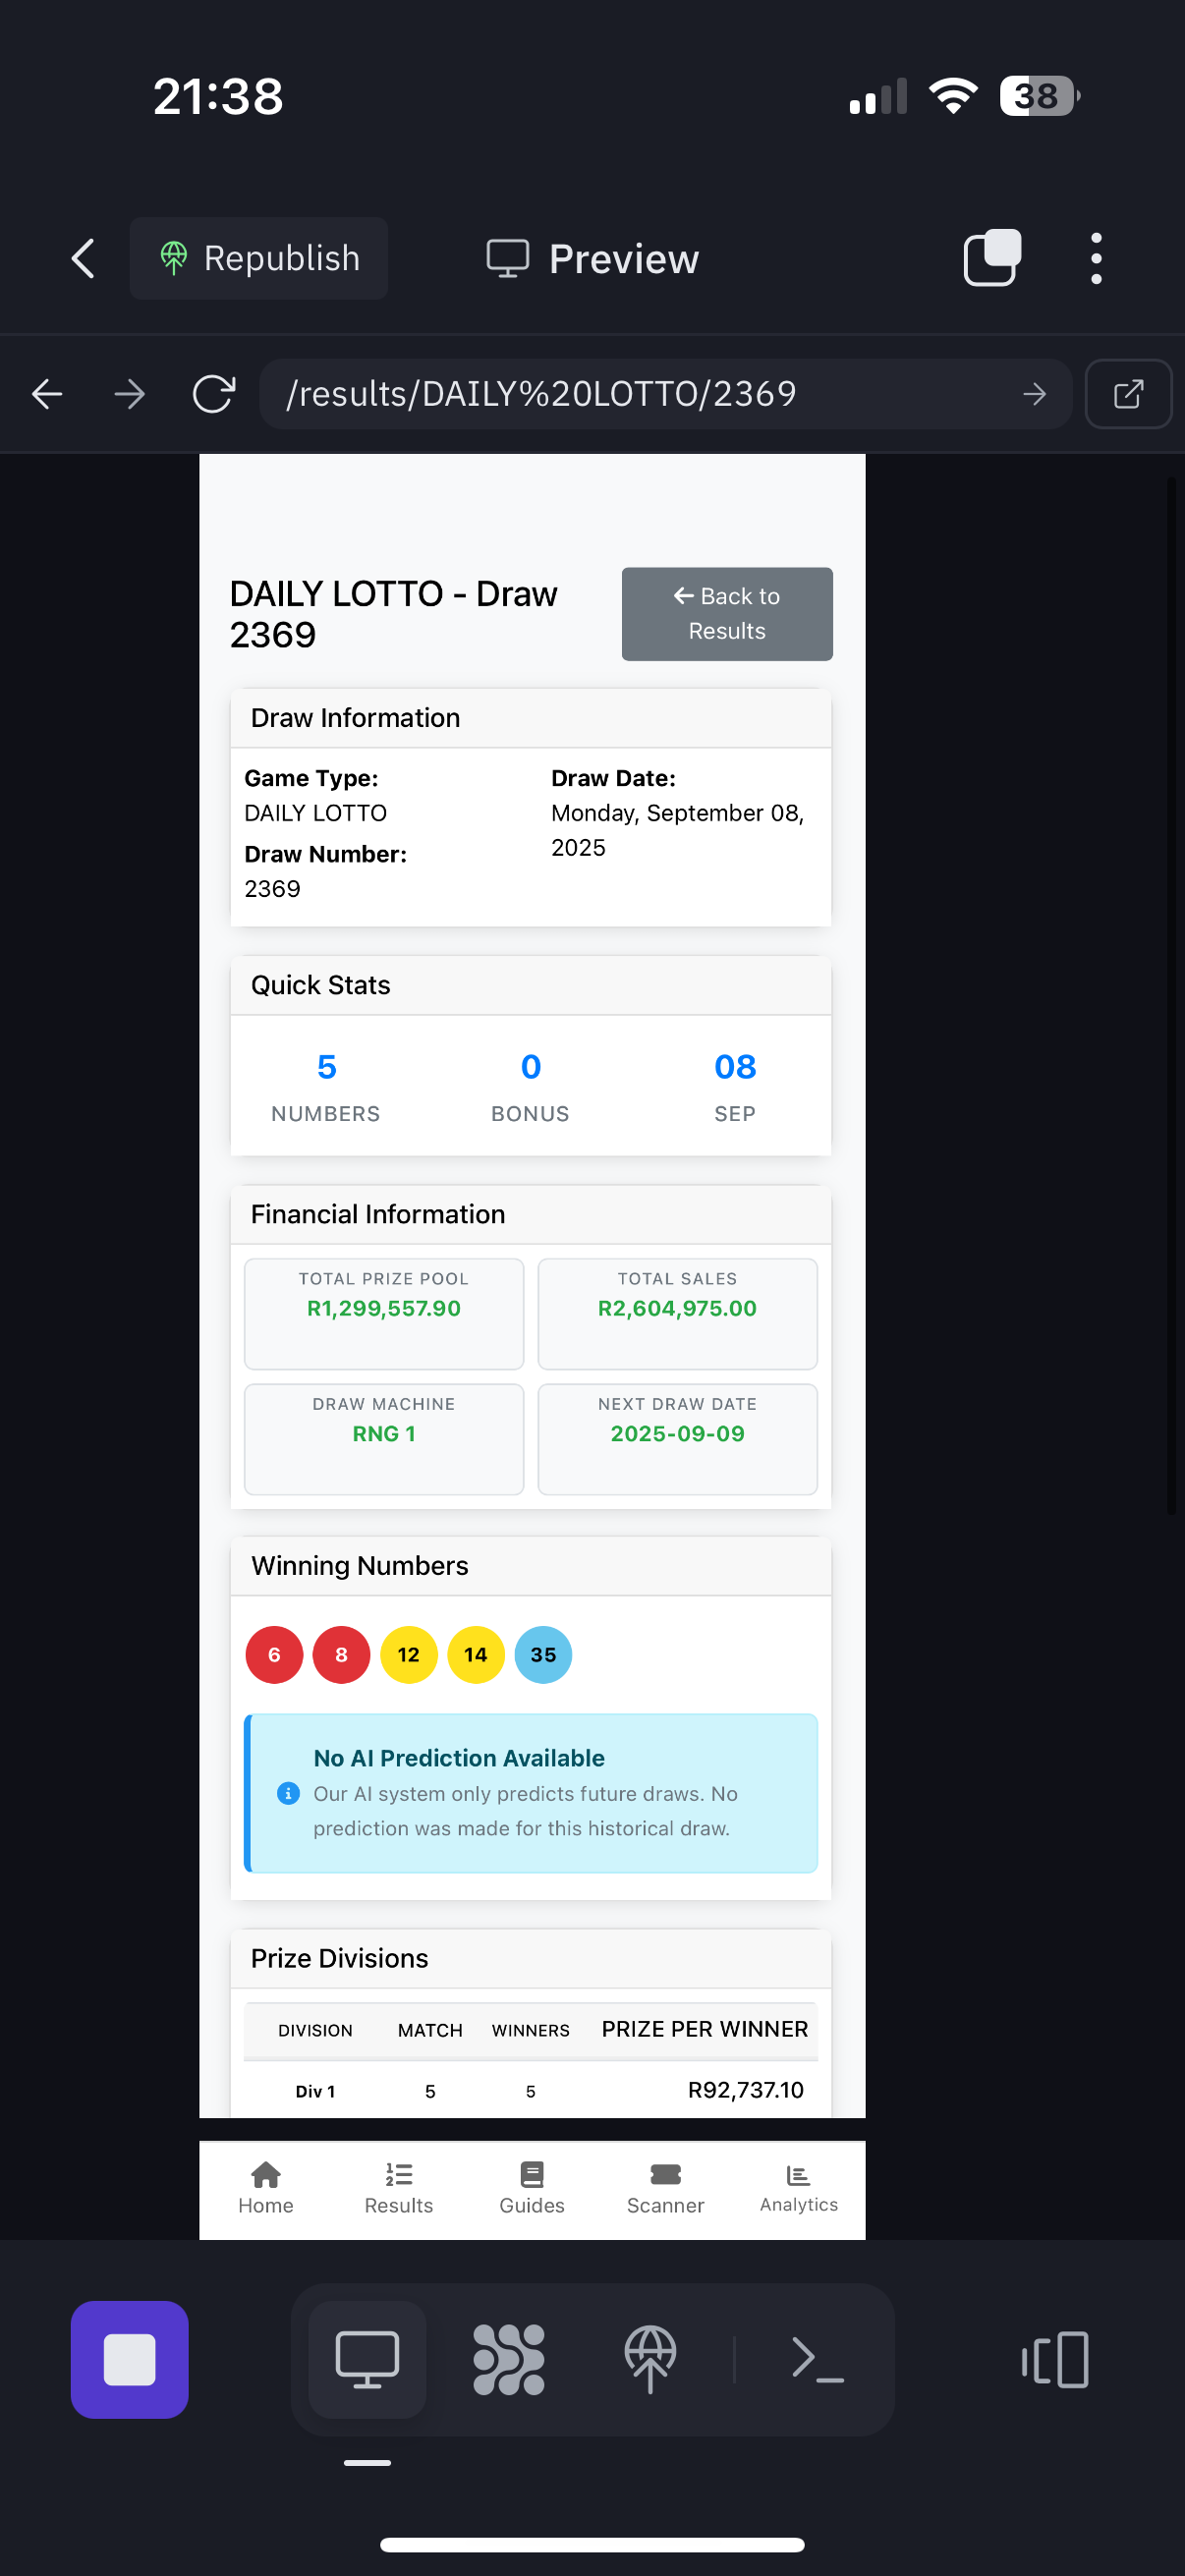 21:38
38
Republish
Preview
/results/DAILY%20LOTTO/2369
DAILY LOTTO - Draw
2369
Back to
Results
Draw Information
Game Type:
DAILY LOTTO
Draw Number:
2369
Draw Date:
Monday, September 08,
2025
Quick Stats
5
NUMBERS
0
BONUS
08
SEP
Financial Information
TOTAL PRIZE POOL
R1,299,557.90
TOTAL SALES
R2,604,975.00
DRAW MACHINE
RNG 1
NEXT DRAW DATE
2025-09-09
Winning Numbers
6 8 12 14 35
No AI Prediction Available
Our AI system only predicts future draws. No
prediction was made for this historical draw.
Prize Divisions
DIVISION MATCH WINNERS PRIZE PER WINNER
Div 1 5 5 R92,737.10
Home Results Guides Scanner Analytics